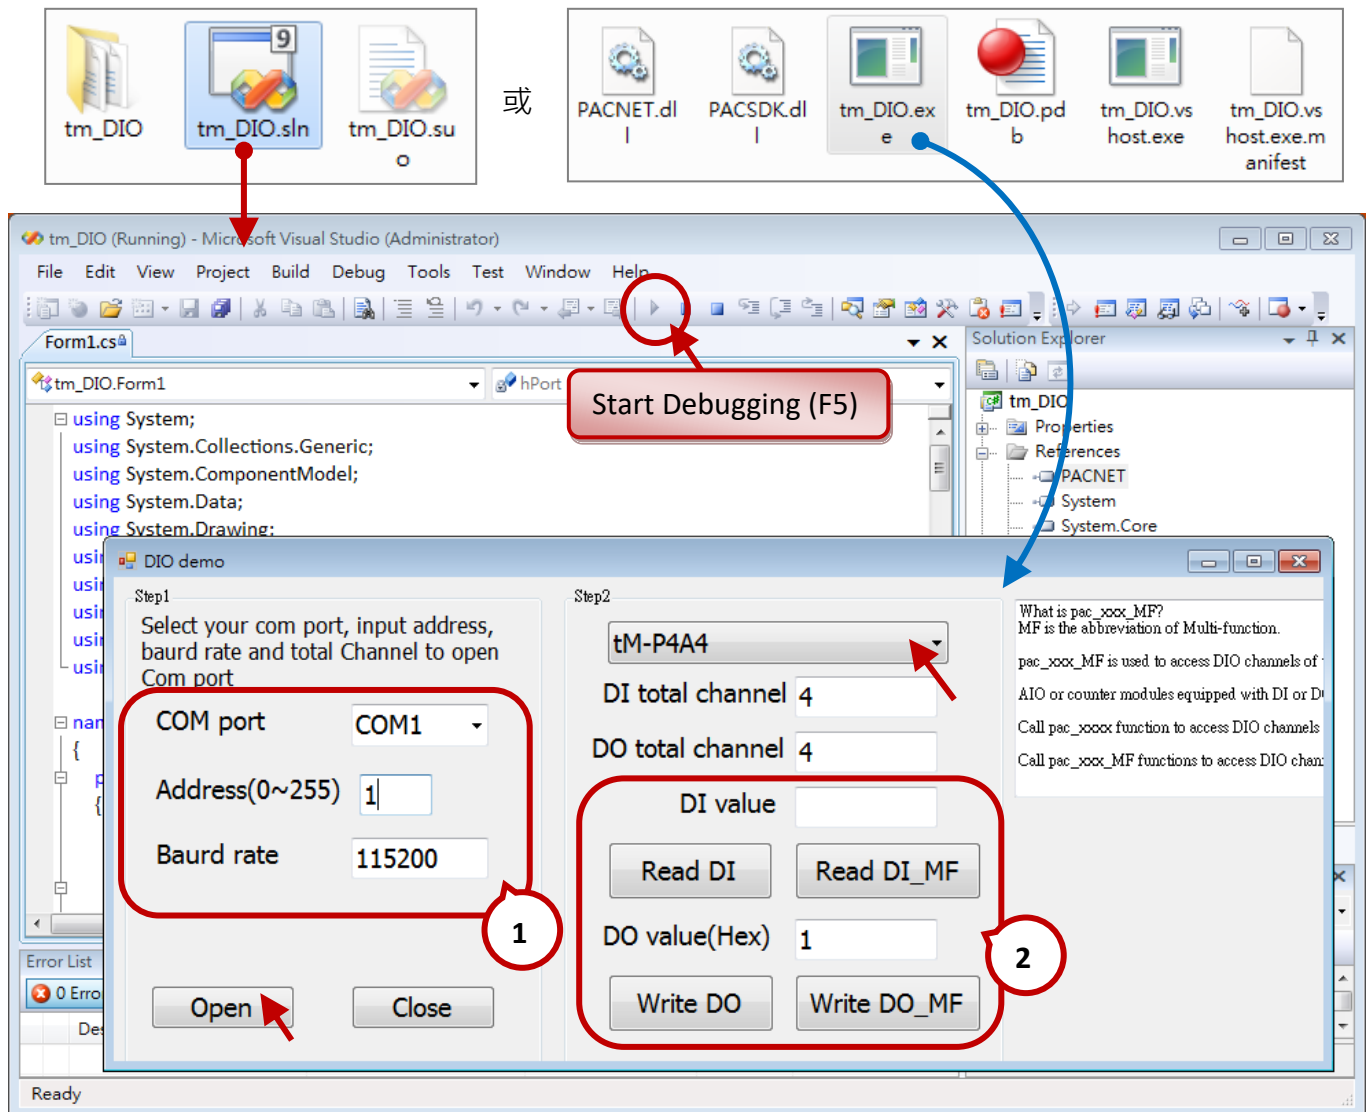 tm_DIO
tm_DIO.sln
tm_DIO.su
o
或
PACNET.dl
l
PACSDK.dl
l
tm_DIO.ex
e
tm_DIO.pd
b
tm_DIO.vs
host.exe
tm_DIO.vs
host.exe.m
anifest
9
tm_DIO (Running) - Microsoft Visual Studio (Administrator)
File Edit View Project Build Debug Tools Test Window Help
Form1.cs
Solution Explorer
tm_DIO.Form1
hPort
Start Debugging (F5)
tm_DIO
Properties
References
PACNET
System
System.Core
using System;
using System.Collections.Generic;
using System.ComponentModel;
using System.Data;
using System.Drawing;
DIO demo
Step1
Select your com port, input address,
baurd rate and total Channel to open
Com port
COM port COM1
Address(0~255) 1
Baurd rate 115200
1
Open Close
Step2
tM-P4A4
DI total channel 4
DO total channel 4
DI value
Read DI Read DI_MF
DO value(Hex) 1
Write DO Write DO_MF
2
What is pac_xxx_MF?
MF is the abbreviation of Multi-function.
pac_xxx_MF is used to access DIO channels of
AIO or counter modules equipped with DI or
Call pac_xxxx function to access DIO channels
Call pac_xxx_MF functions to access DIO
{
{
Error List
0
Ready